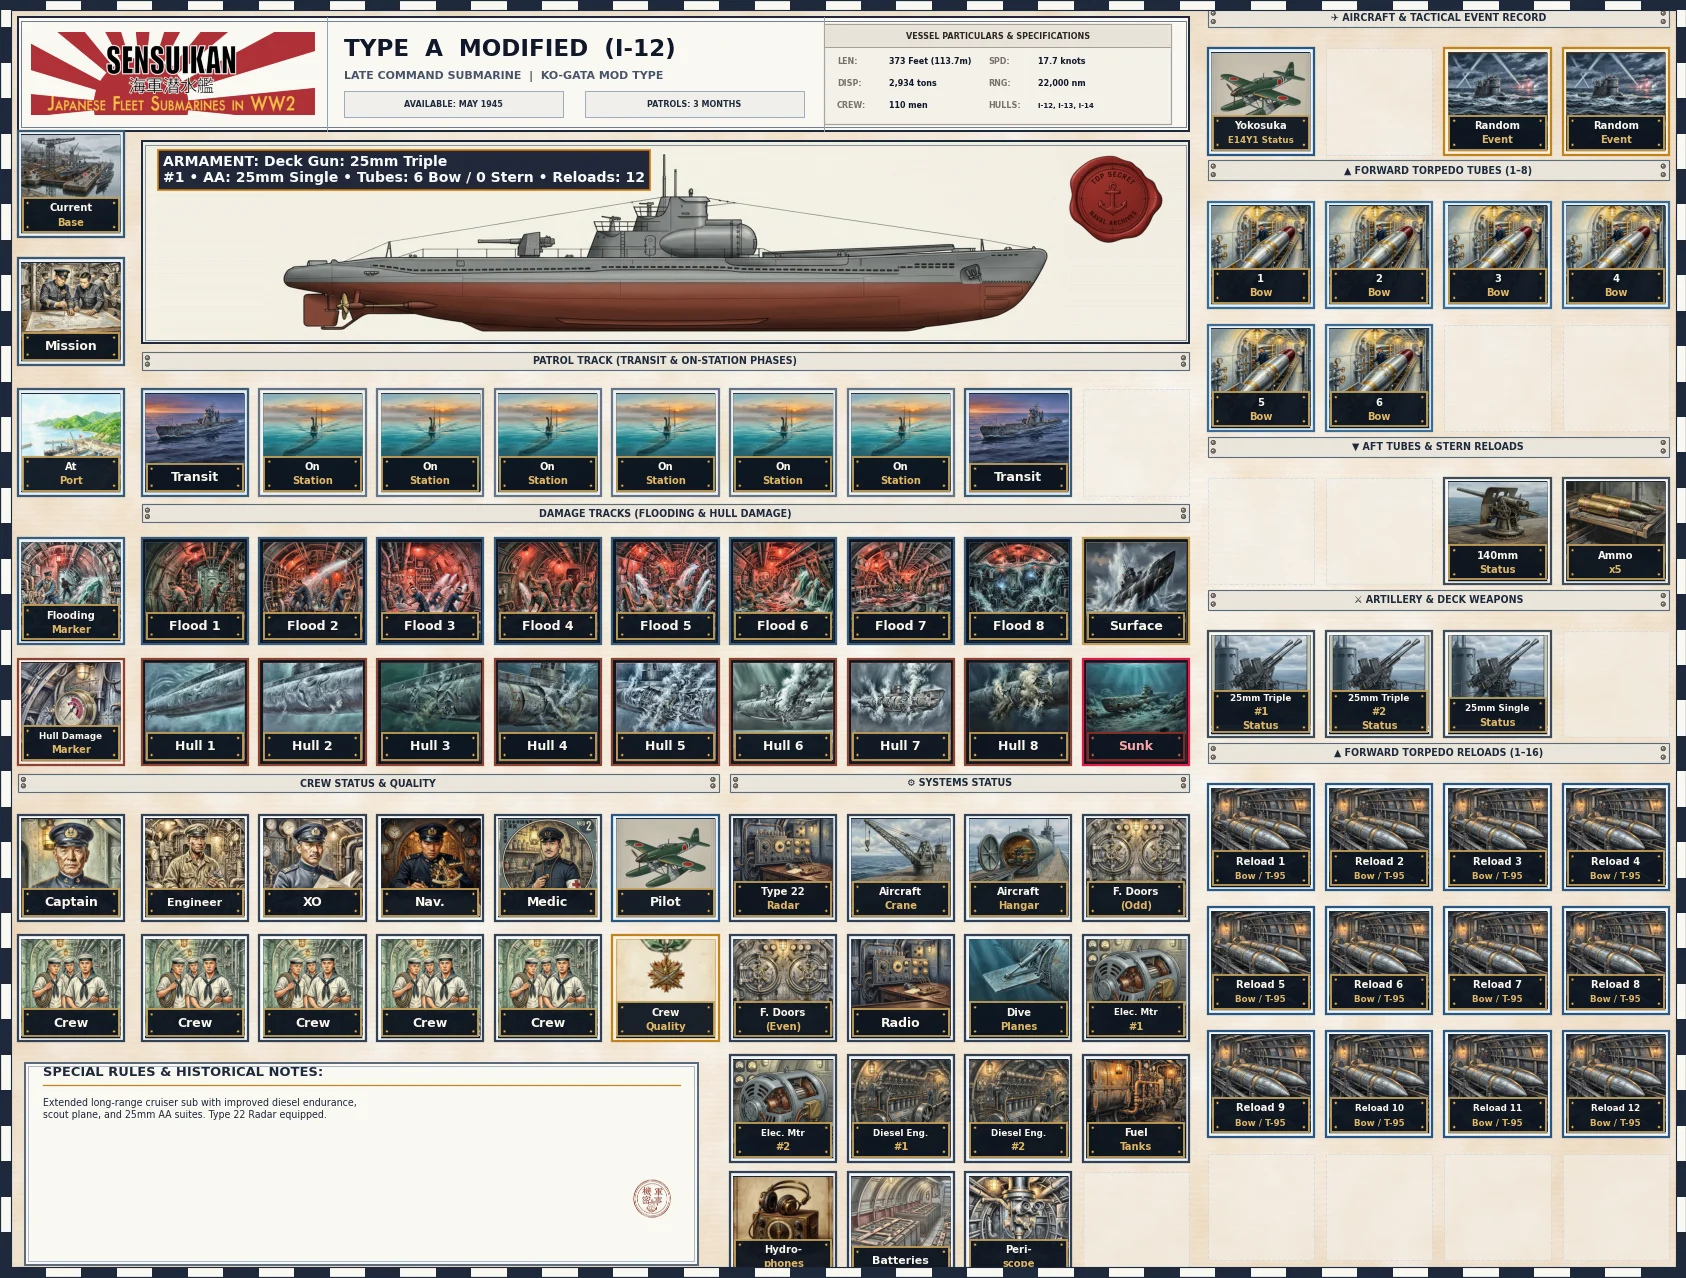 SENSUIKAN
海軍潜水艦
JAPANESE FLEET SUBMARINES IN WW2
TYPE A MODIFIED (I-12)
LATE COMMAND SUBMARINE | KO-GATA MOD TYPE
AVAILABLE: MAY 1945
PATROLS: 3 MONTHS
VESSEL PARTICULARS & SPECIFICATIONS
LEN: 373 Feet (113.7m) SPD: 17.7 knots
DISP: 2,934 tons RNG: 22,000 nm
CREW: 110 men HULLS: I-12, I-13, I-14
Current
Base
Mission
ARMAMENT: Deck Gun: 25mm Triple
#1 • AA: 25mm Single • Tubes: 6 Bow / 0 Stern • Reloads: 12
TOP SECRET
NAVAL ARCHIVES
PATROL TRACK (TRANSIT & ON-STATION PHASES)
At
Port
Transit
On
Station
On
Station
On
Station
On
Station
On
Station
On
Station
Transit
DAMAGE TRACKS (FLOODING & HULL DAMAGE)
Flooding
Marker
Flood 1
Flood 2
Flood 3
Flood 4
Flood 5
Flood 6
Flood 7
Flood 8
Surface
Hull Damage
Marker
Hull 1
Hull 2
Hull 3
Hull 4
Hull 5
Hull 6
Hull 7
Hull 8
Sunk
CREW STATUS & QUALITY
Captain
Engineer
XO
Nav.
Medic
Pilot
Crew
Crew
Crew
Crew
Crew
Crew
Quality
⚙ SYSTEMS STATUS
Type 22
Radar
Aircraft
Crane
Aircraft
Hangar
F. Doors
(Odd)
F. Doors
(Even)
Radio
Dive
Planes
Elec. Mtr
#1
Elec. Mtr
#2
Diesel Eng.
#1
Diesel Eng.
#2
Fuel
Tanks
Hydro-
phones
Batteries
Peri-
scope
SPECIAL RULES & HISTORICAL NOTES:
Extended long-range cruiser sub with improved diesel endurance,
scout plane, and 25mm AA suites. Type 22 Radar equipped.
✈ AIRCRAFT & TACTICAL EVENT RECORD
Yokosuka
E14Y1 Status
Random
Event
Random
Event
▲ FORWARD TORPEDO TUBES (1–8)
1
Bow
2
Bow
3
Bow
4
Bow
5
Bow
6
Bow
▼ AFT TUBES & STERN RELOADS
140mm
Status
Ammo
x5
⚔ ARTILLERY & DECK WEAPONS
25mm Triple
#1
Status
25mm Triple
#2
Status
25mm Single
Status
▲ FORWARD TORPEDO RELOADS (1–16)
Reload 1
Bow / T-95
Reload 2
Bow / T-95
Reload 3
Bow / T-95
Reload 4
Bow / T-95
Reload 5
Bow / T-95
Reload 6
Bow / T-95
Reload 7
Bow / T-95
Reload 8
Bow / T-95
Reload 9
Bow / T-95
Reload 10
Bow / T-95
Reload 11
Bow / T-95
Reload 12
Bow / T-95